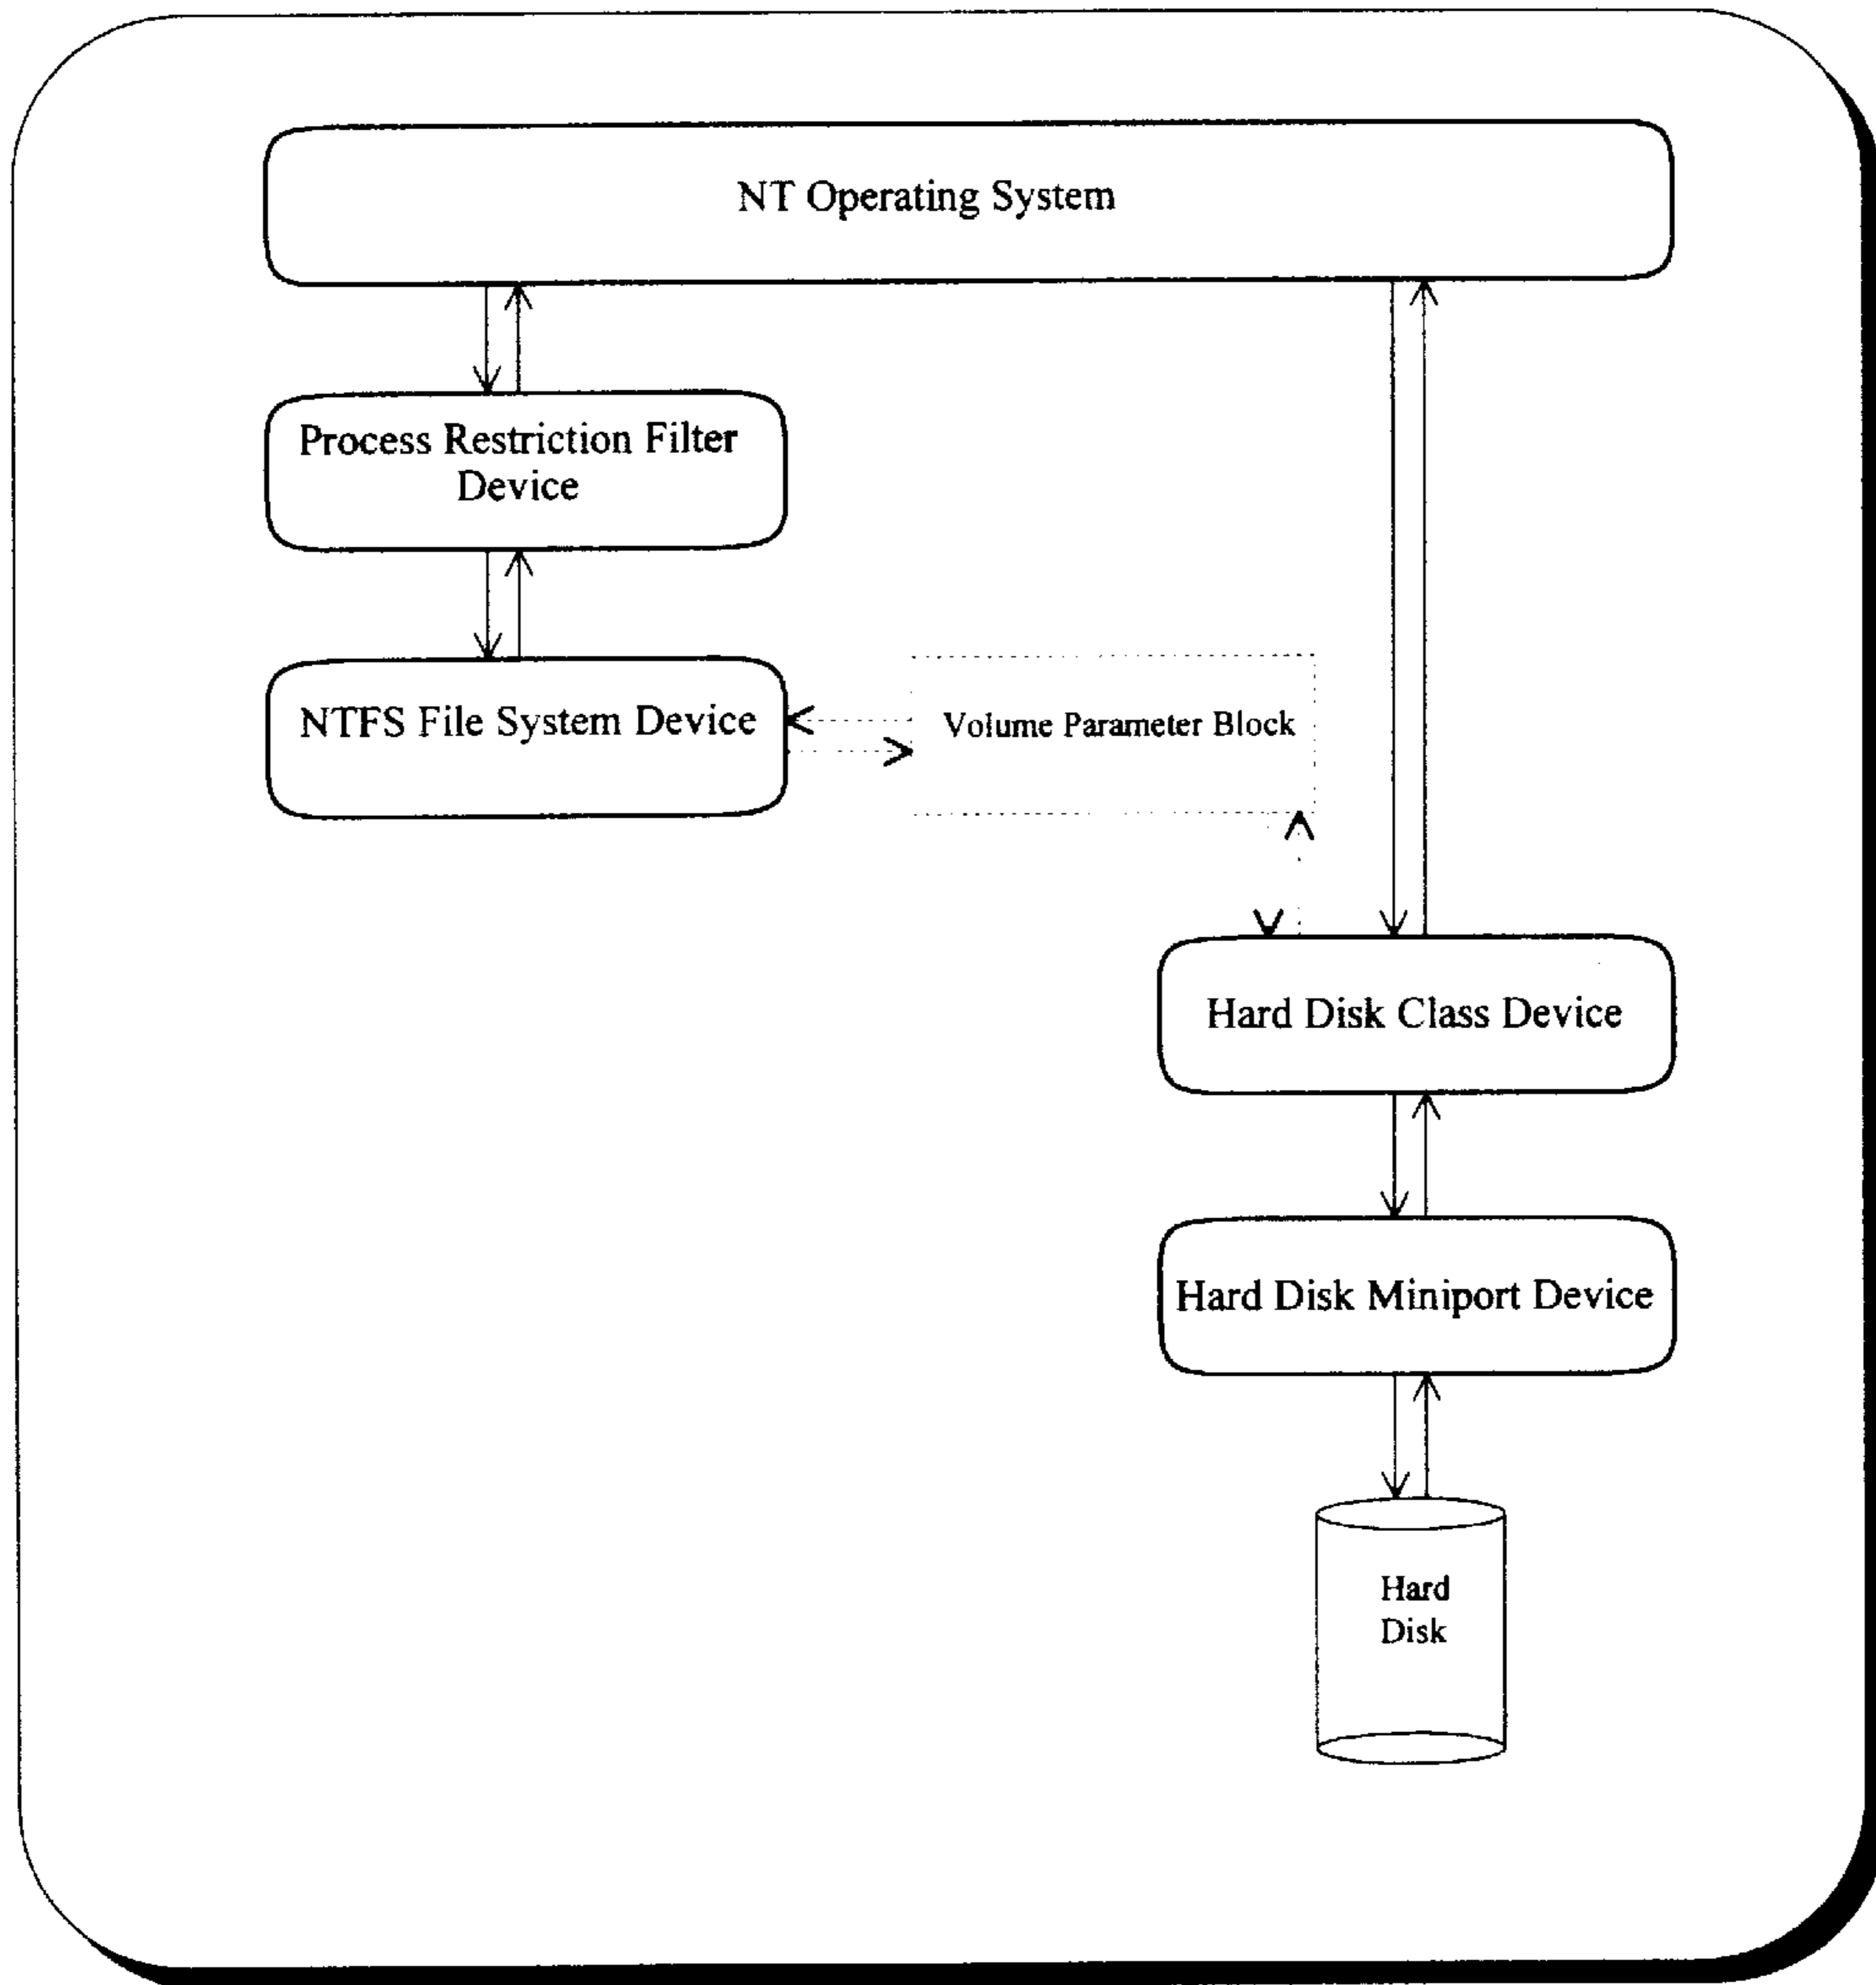 NT Operating System
Process Restriction Filter
Device
NTFS File System Device
Volume Parameter Block
Hard Disk Class Device
Hard Disk Miniport Device
Hard
Disk